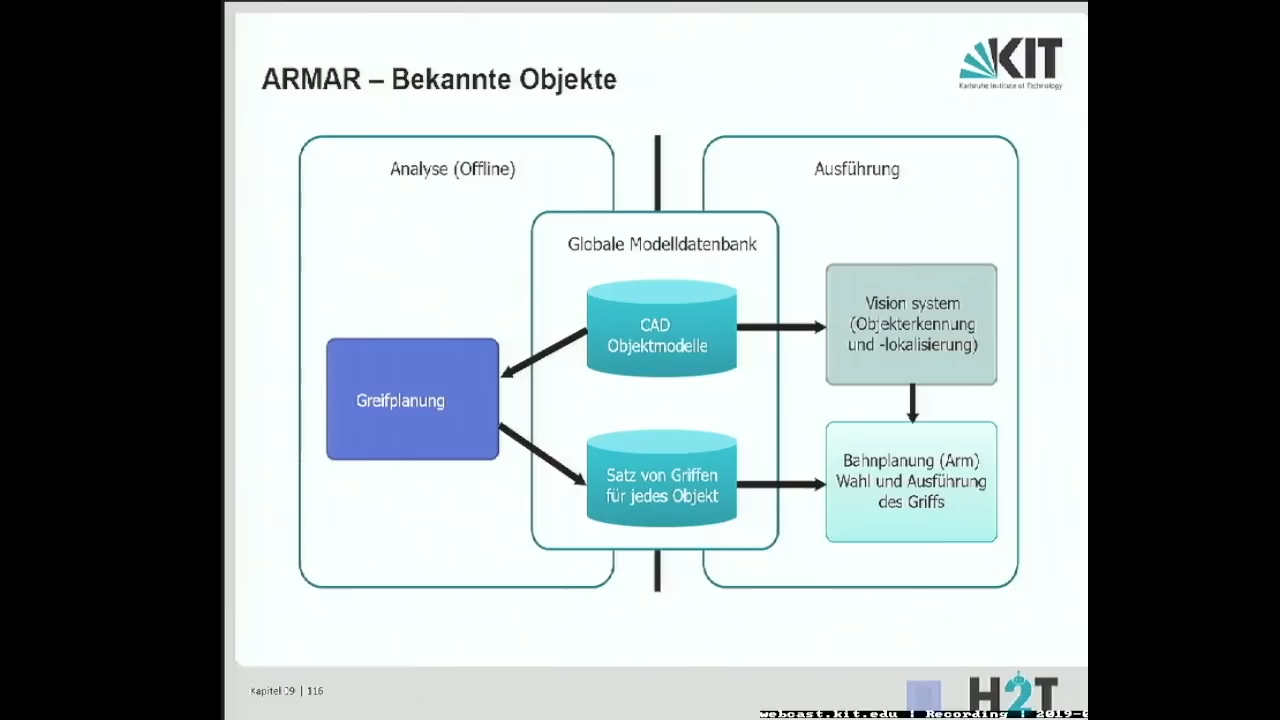 ARMAR – Bekannte Objekte
KIT
Karlsruhe Institute of Technology
Analyse (Offline)
Ausführung
Globale Modelldatenbank
CAD
Objektmodelle
Vision system
(Objekterkennung
und -lokalisierung)
Greifplanung
Satz von Griffen
für jedes Objekt
Bahnplanung (Arm)
Wahl und Ausführung
des Griffs
Kapitel 09 | 116
H2T
webcast.kit.edu | Recording | 2019-